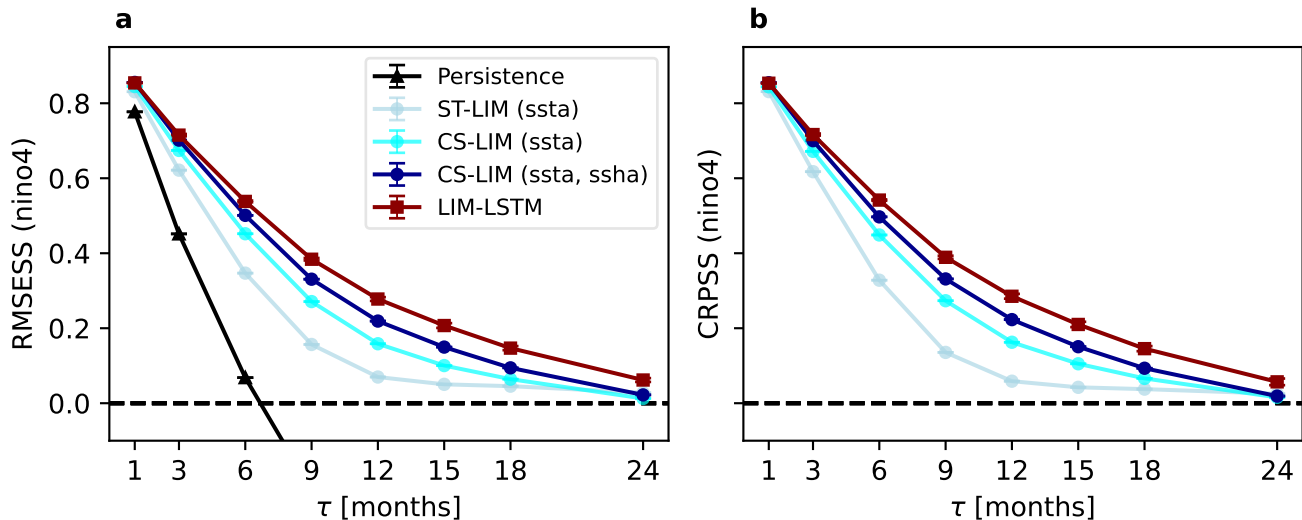 a
RMSESS (nino4)
0.8
0.6
0.4
0.2
0.0
Persistence
ST-LIM (ssta)
CS-LIM (ssta)
CS-LIM (ssta, ssha)
LIM-LSTM
1 3 6 9 12 15 18 24
τ [months]
b
CRPSS (nino4)
1 3 6 9 12 15 18 24
τ [months]